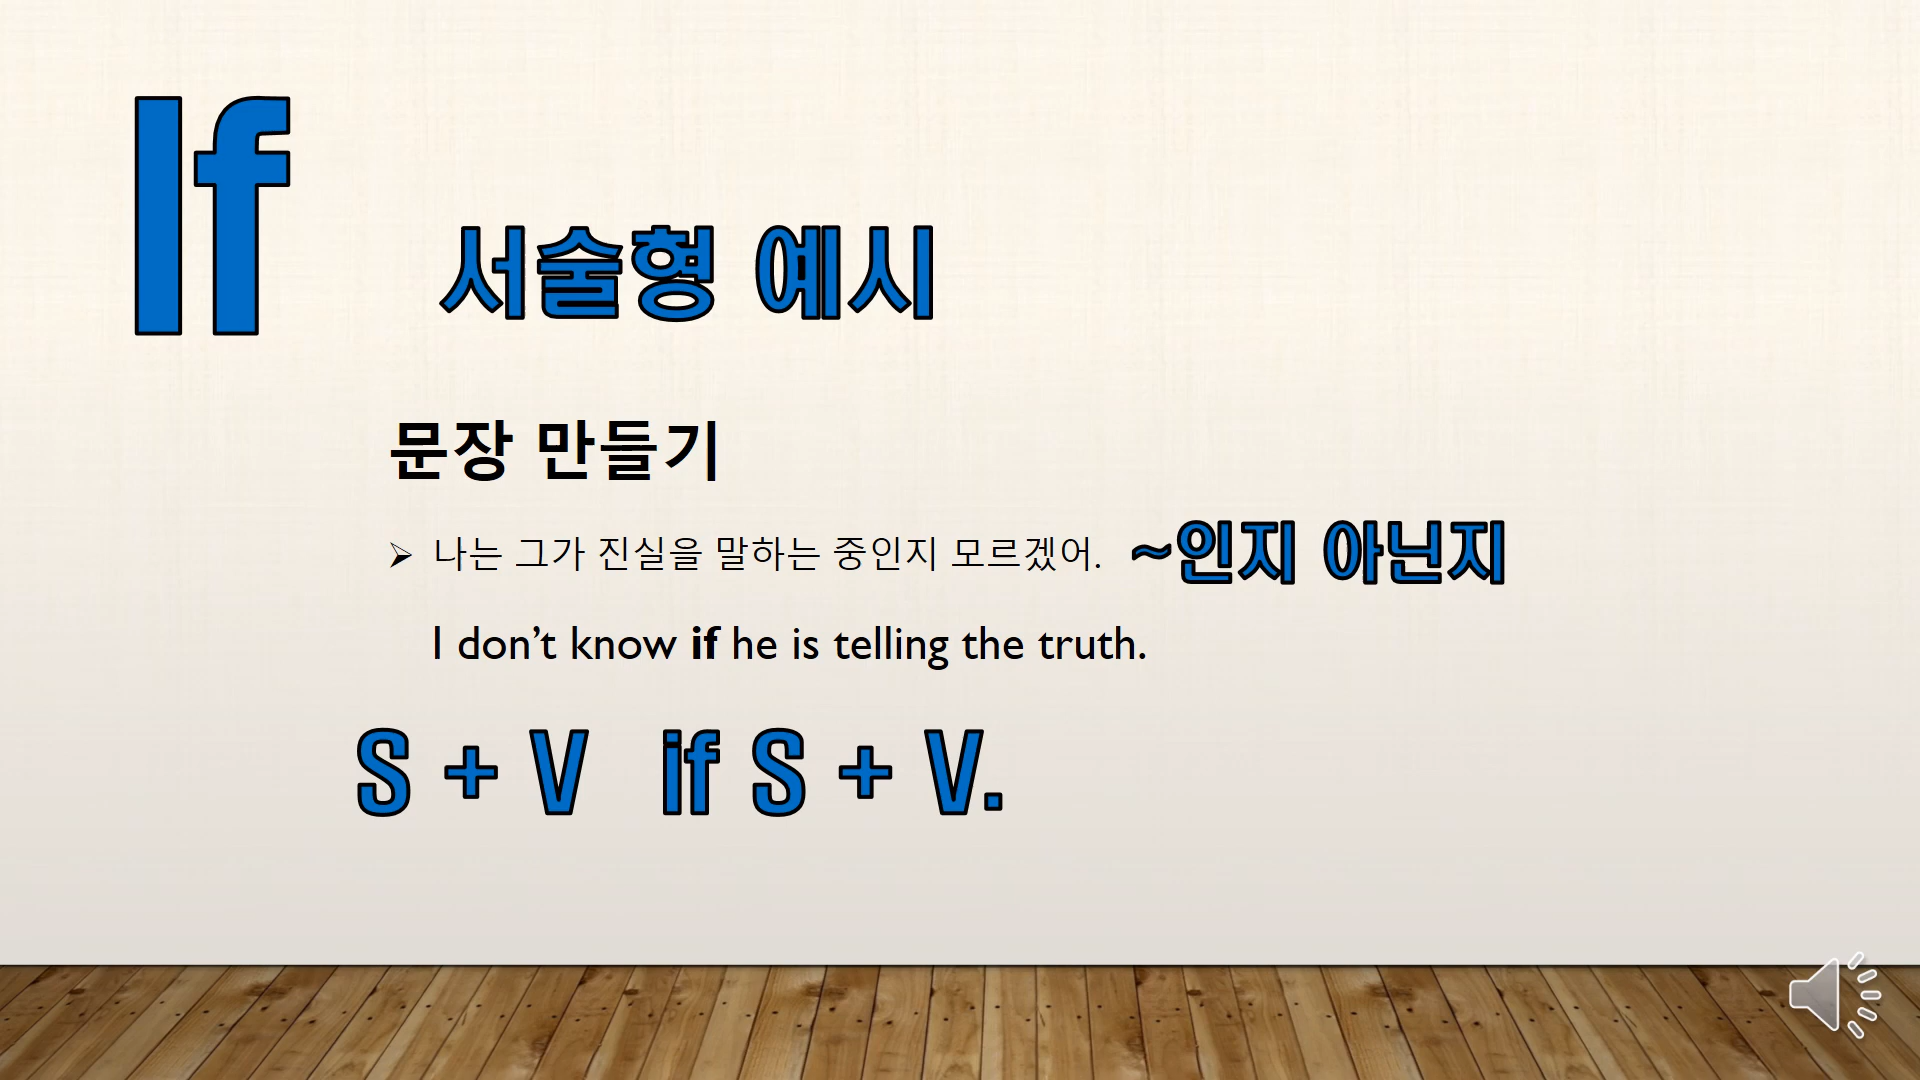 If
서술형 예시
문장 만들기
➢ 나는 그가 진실을 말하는 중인지 모르겠어. ~인지 아닌지
I don’t know if he is telling the truth.
S + V if S + V.